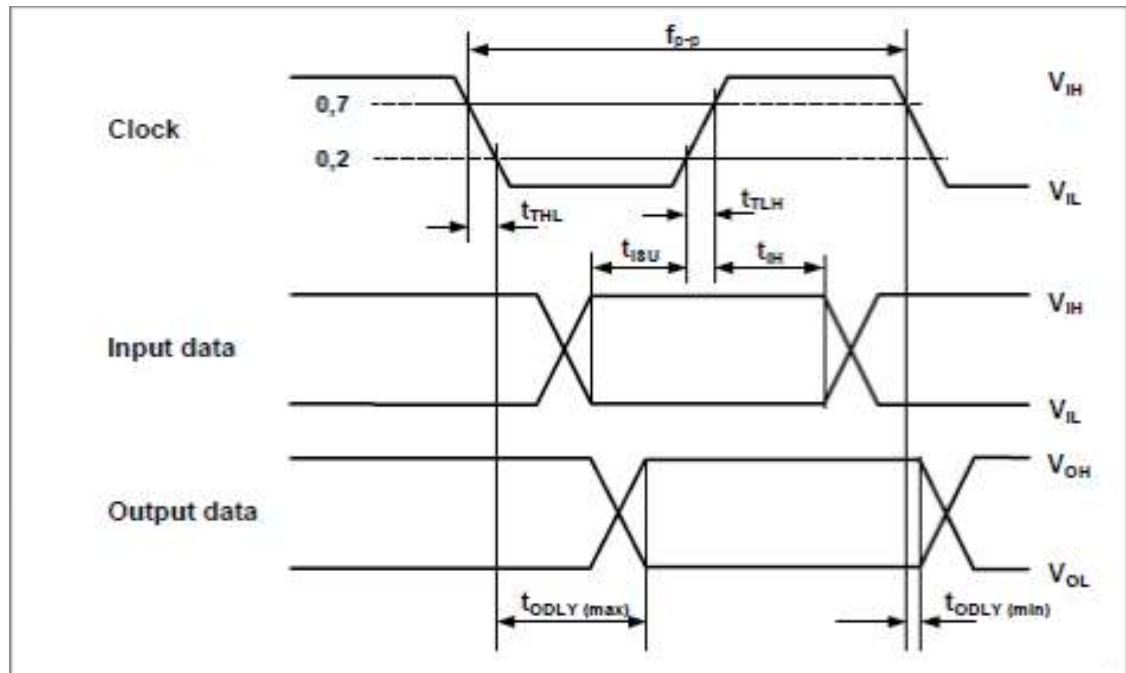 fp-p
VIH
0,7
Clock
0,2
VIL
tTHL
tTLH
tISU
tIH
VIH
Input data
VIL
VOH
Output data
VOL
tODLY (max)
tODLY (min)